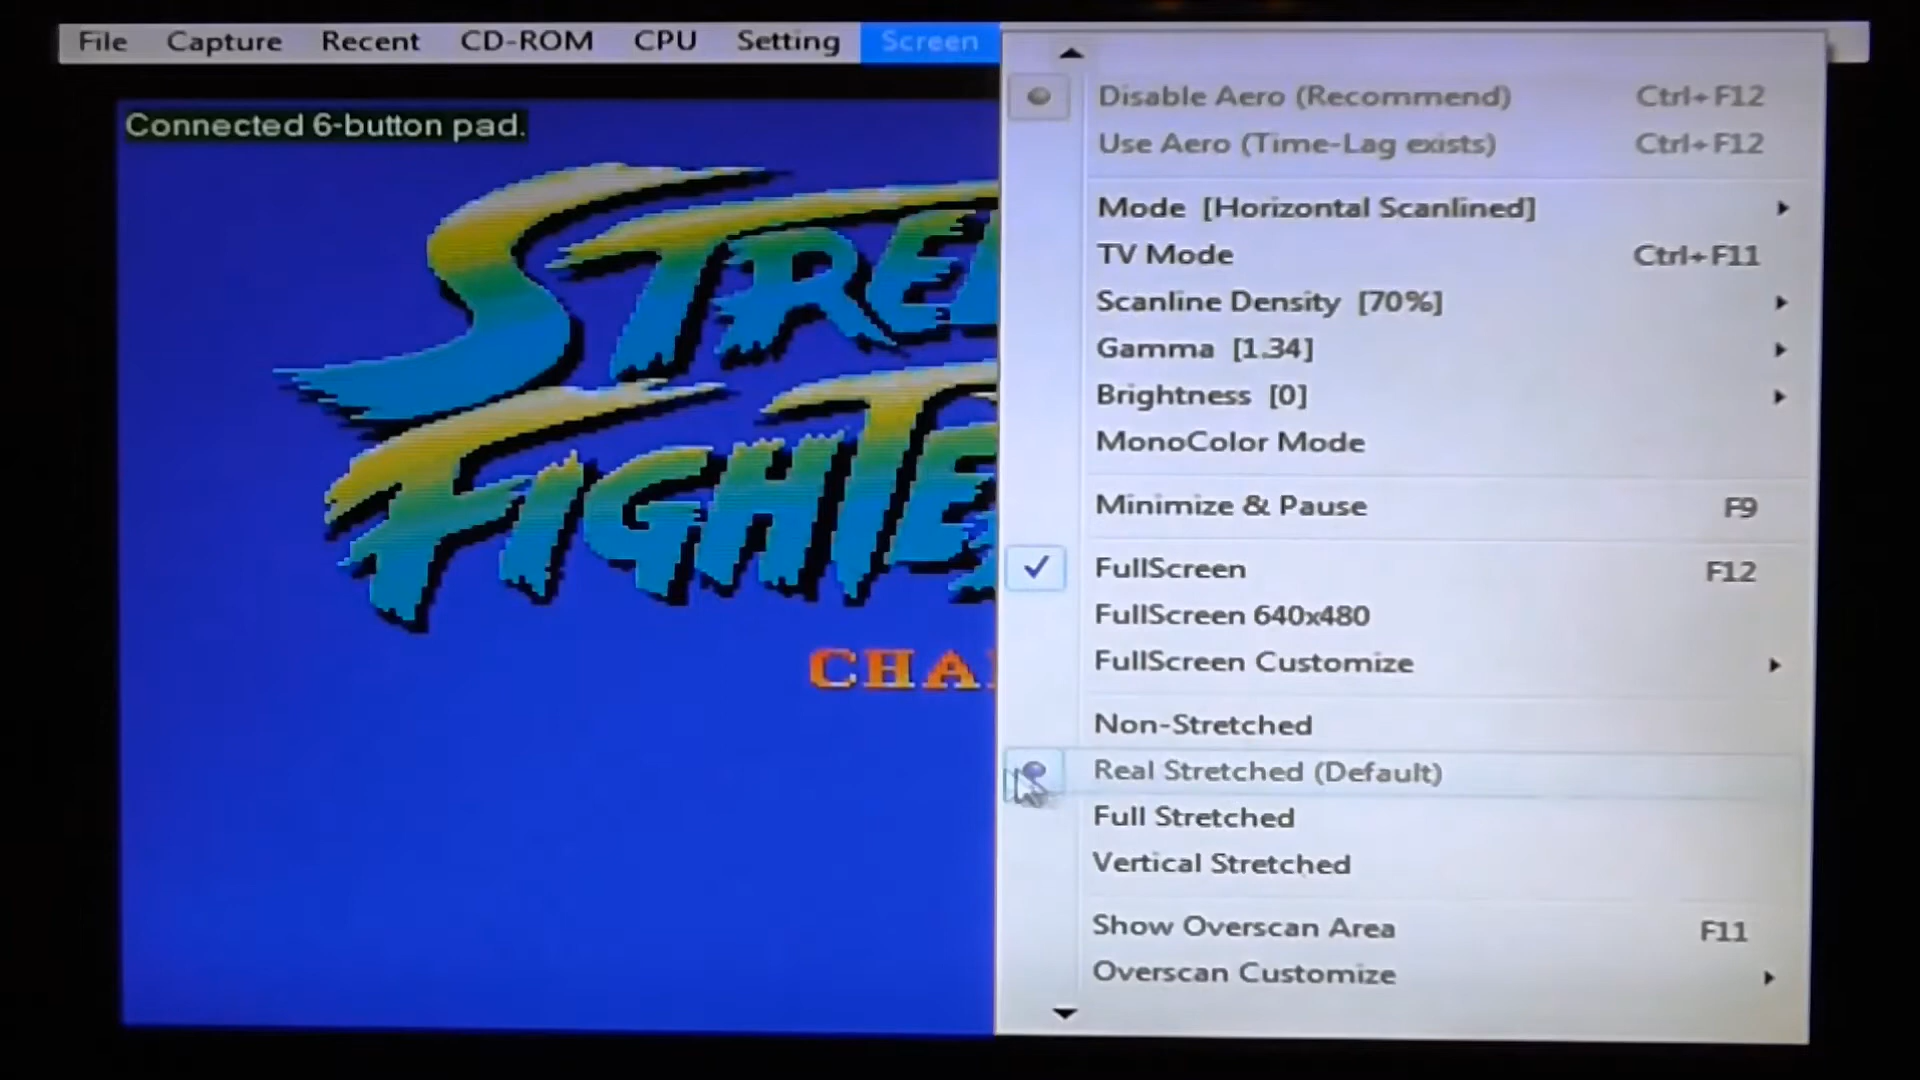 File Capture Recent CD-ROM CPU Setting Screen
Connected 6-button pad.
STREE
FIGHTE
CHA
Disable Aero (Recommend) Ctrl+F12
Use Aero (Time-Lag exists) Ctrl+F12
Mode [Horizontal Scanlined]
TV Mode Ctrl+F11
Scanline Density [70%]
Gamma [1.34]
Brightness [0]
MonoColor Mode
Minimize & Pause F9
FullScreen F12
FullScreen 640x480
FullScreen Customize
Non-Stretched
Real Stretched (Default)
Full Stretched
Vertical Stretched
Show Overscan Area F11
Overscan Customize